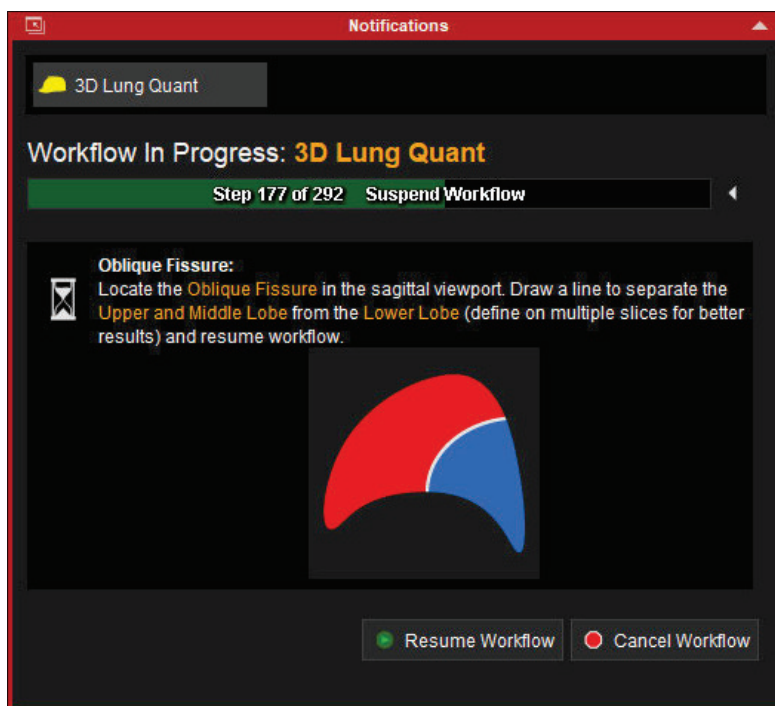 Notifications
3D Lung Quant
Workflow In Progress: 3D Lung Quant
Step 177 of 292 Suspend Workflow
Oblique Fissure:
Locate the Oblique Fissure in the sagittal viewport. Draw a line to separate the
Upper and Middle Lobe from the Lower Lobe (define on multiple slices for better
results) and resume workflow.
Resume Workflow
Cancel Workflow